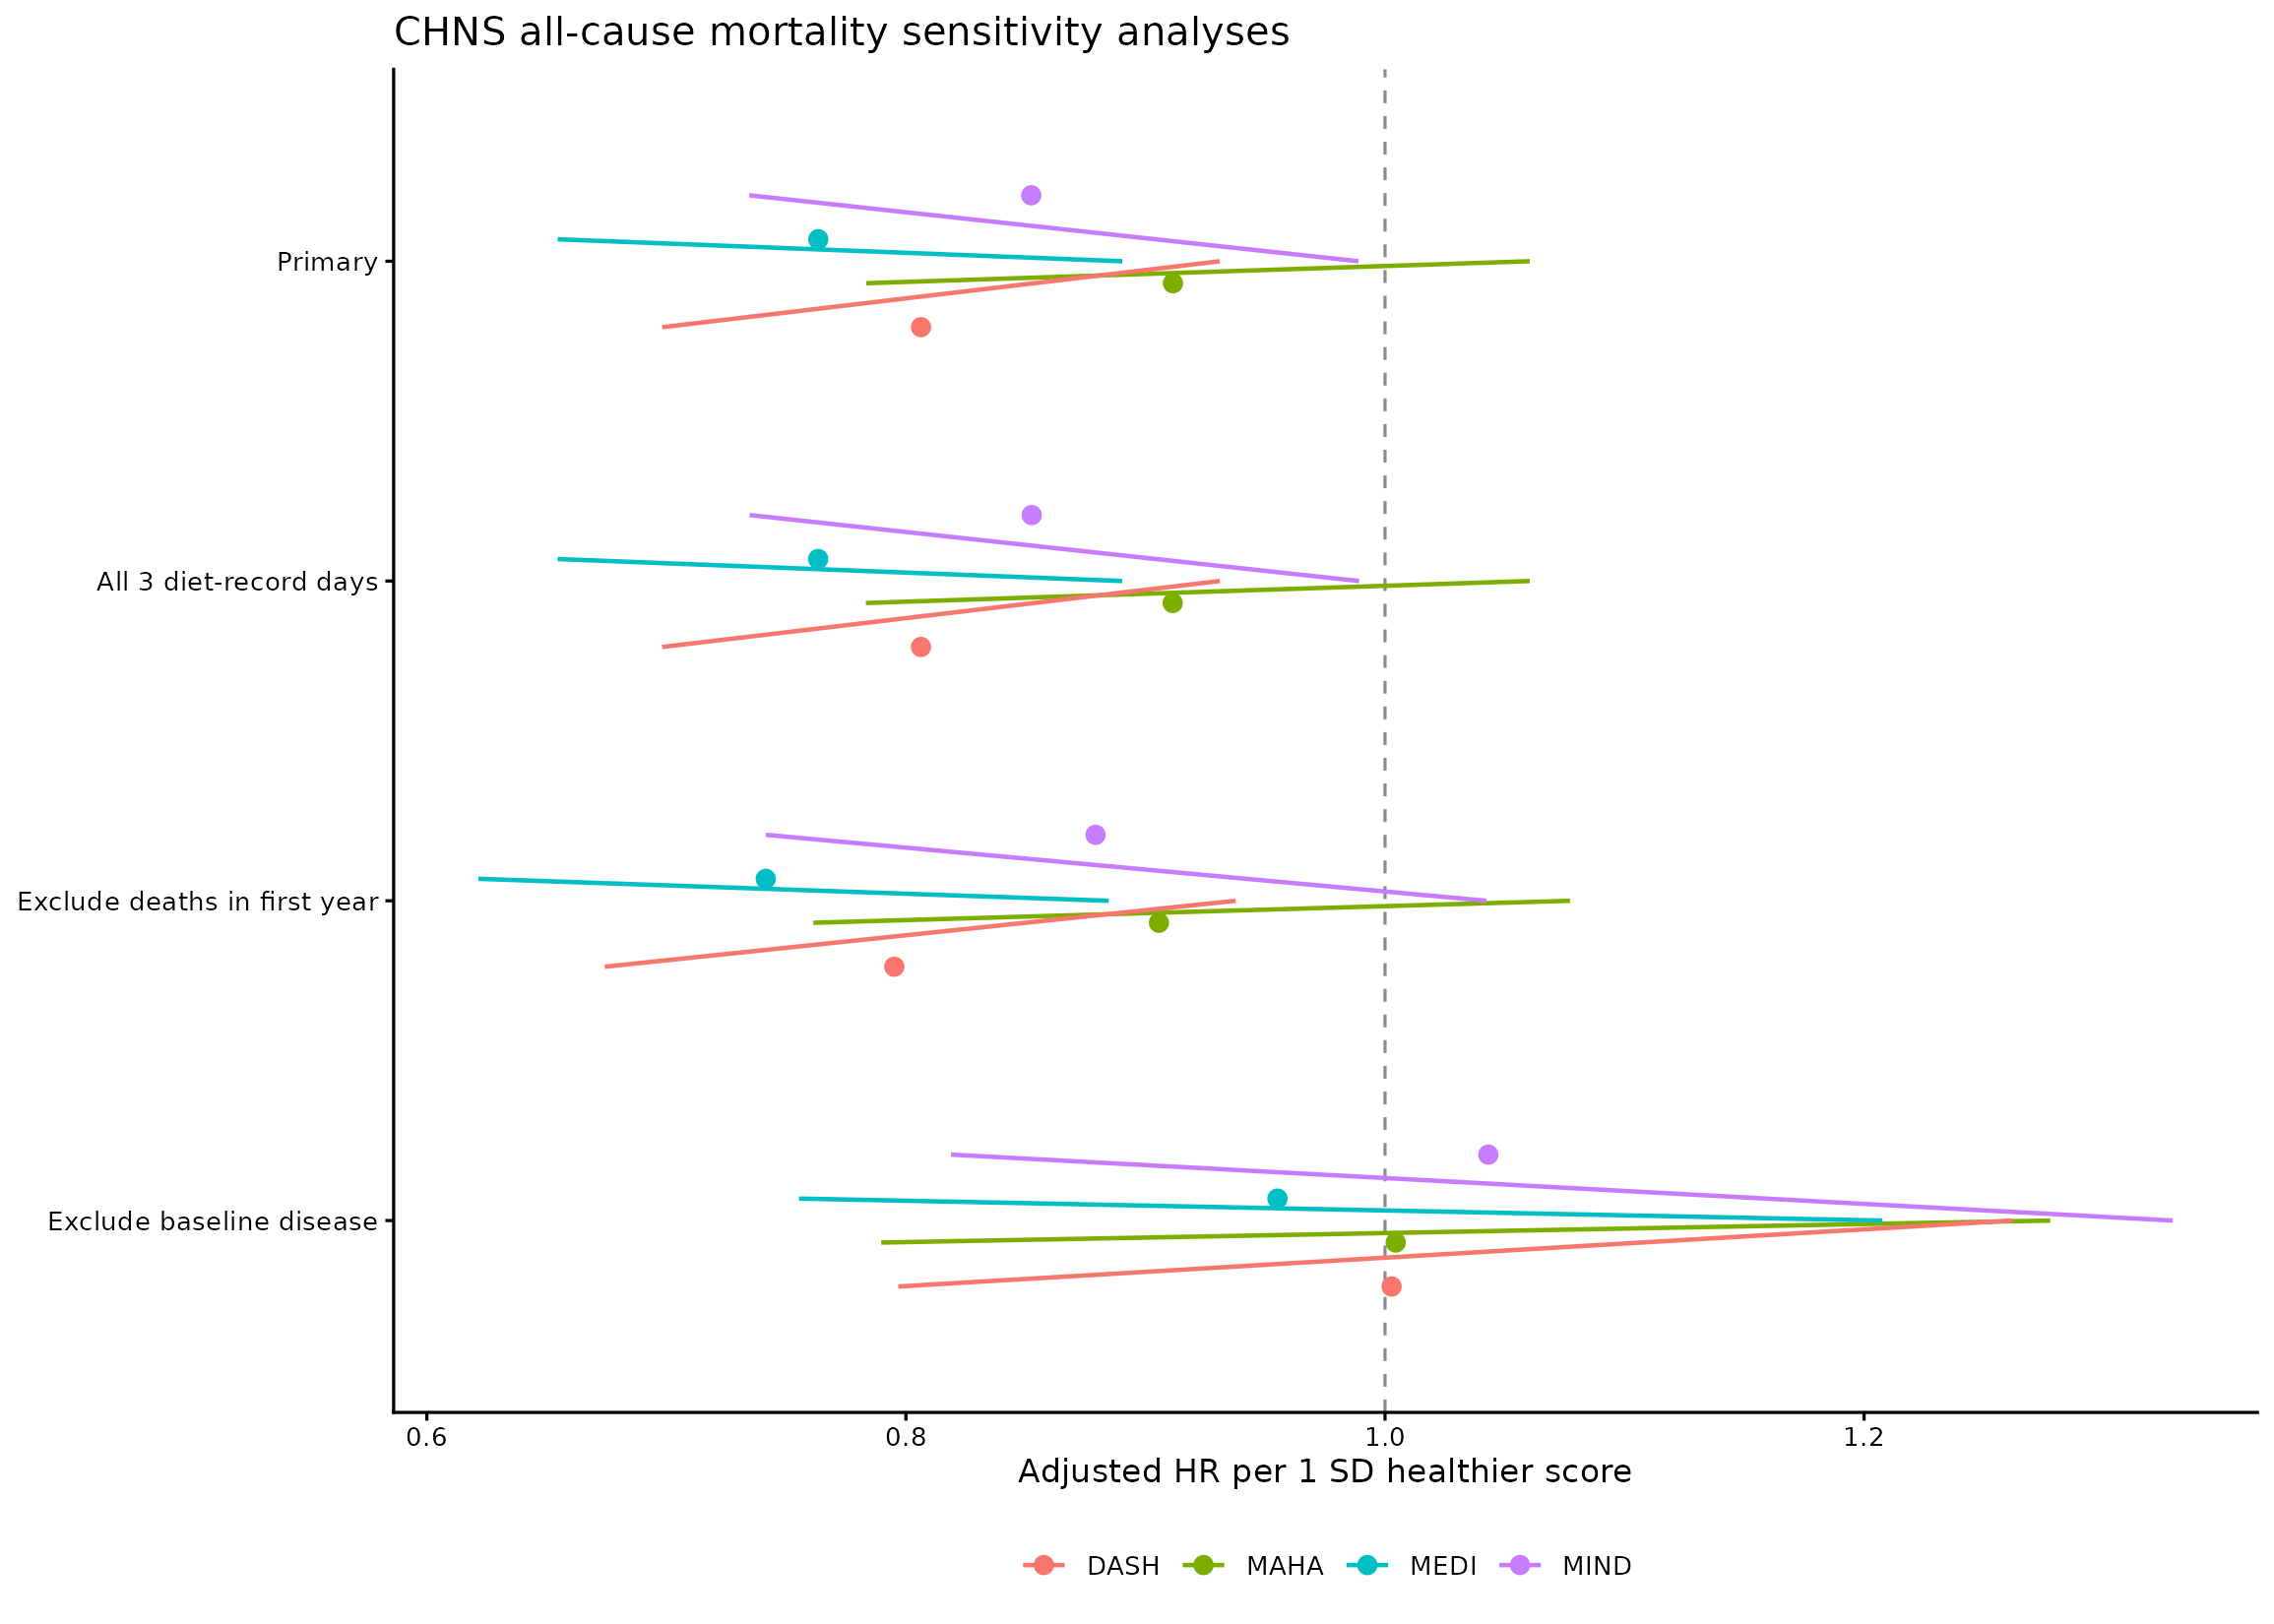 CHNS all-cause mortality sensitivity analyses
Primary
All 3 diet-record days
Exclude deaths in first year
Exclude baseline disease
0.6 0.8 1.0 1.2
Adjusted HR per 1 SD healthier score
DASH MAHA MEDI MIND